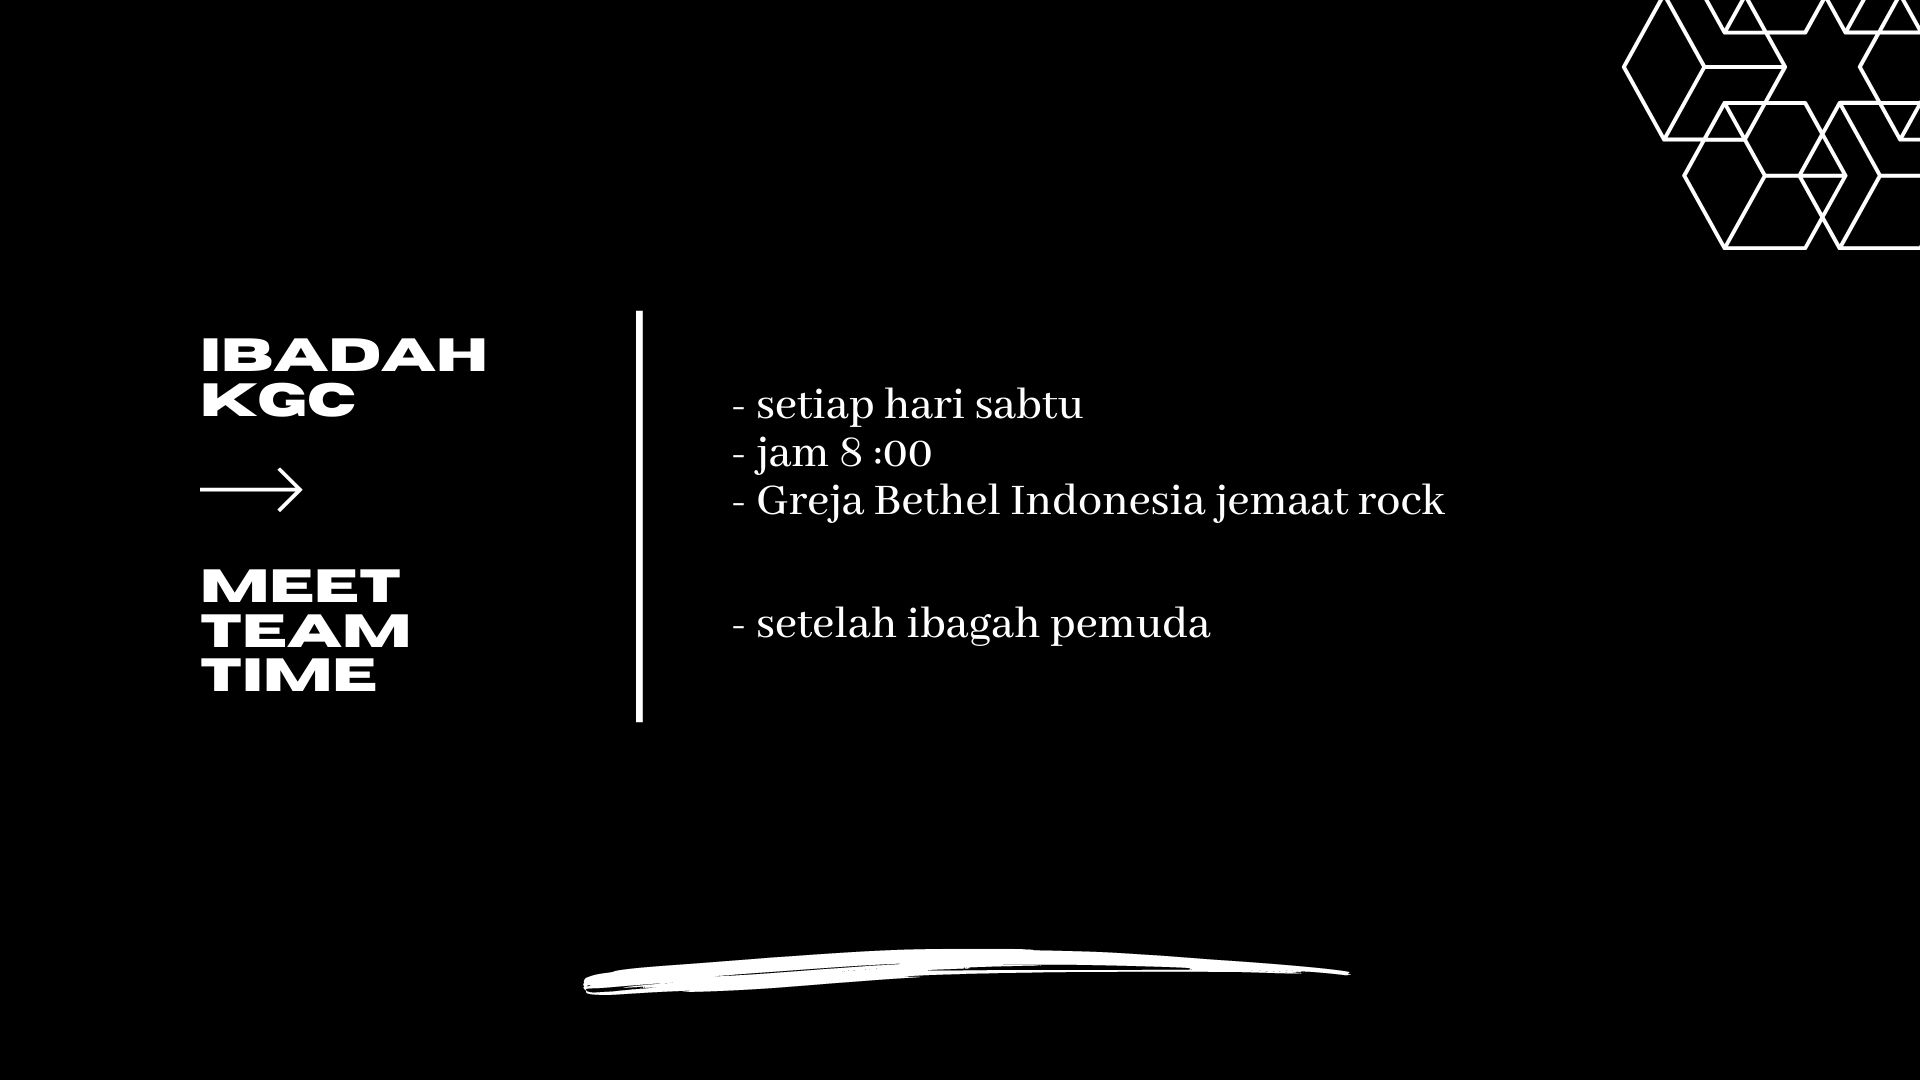 IBADAH
KGC
- setiap hari sabtu
- jam 8 :00
- Greja Bethel Indonesia jemaat rock
MEET
TEAM
TIME
- setelah ibagah pemuda